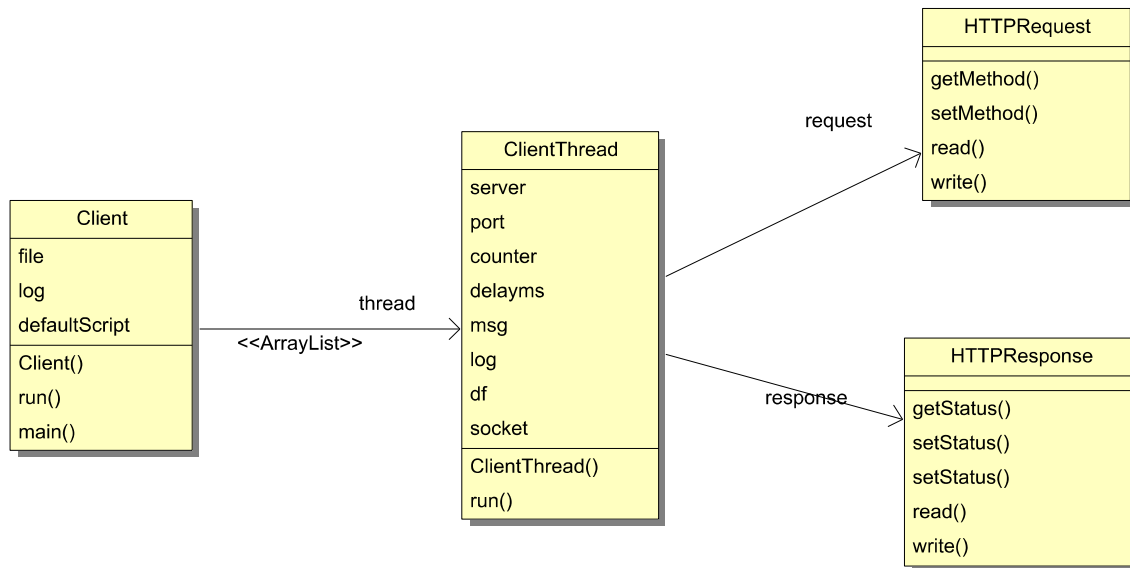 Client
file
log
defaultScript
Client()
run()
main()
thread
<<ArrayList>>
ClientThread
server
port
counter
delayms
msg
log
df
socket
ClientThread()
run()
request
HTTPRequest
getMethod()
setMethod()
read()
write()
response
HTTPResponse
getStatus()
setStatus()
setStatus()
read()
write()